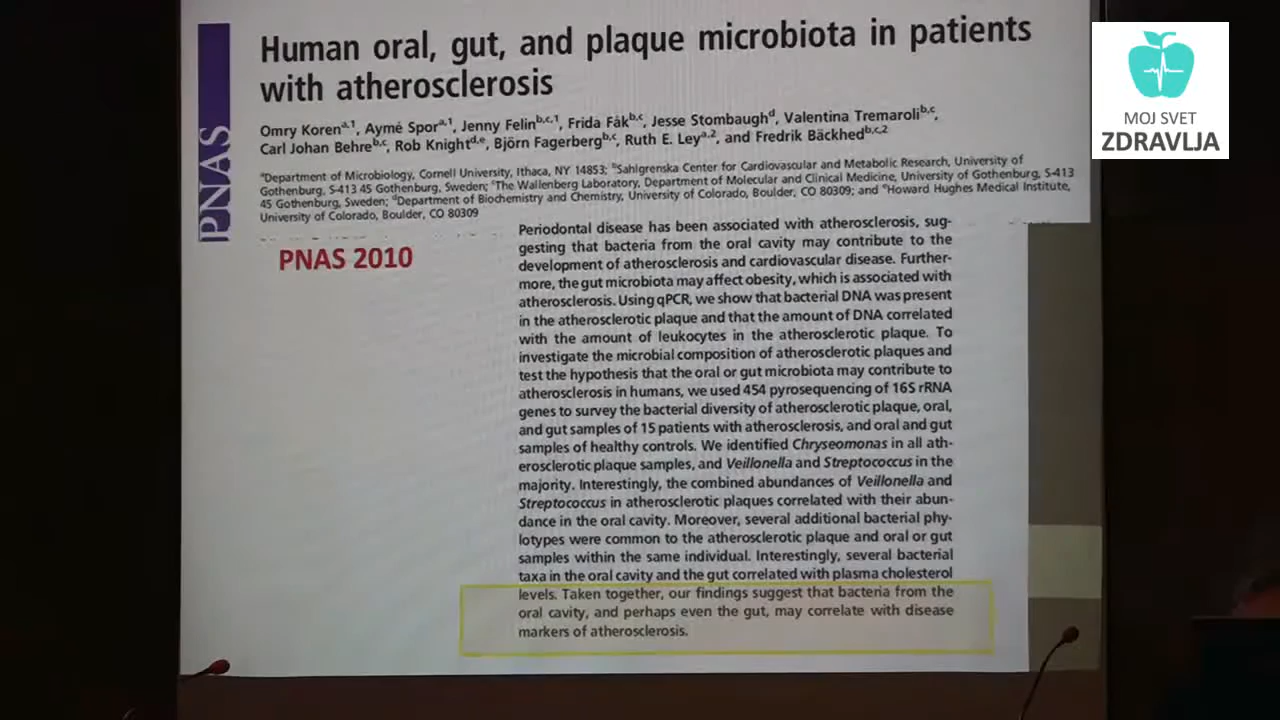 PNAS
Human oral, gut, and plaque microbiota in patients
with atherosclerosis
Omry Koren^a,1, Aymé Spor^a,1, Jenny Felin^b,c,1, Frida Fåk^b,c, Jesse Stombaugh^d, Valentina Tremaroli^b,c,
Carl Johan Behre^b,c, Rob Knight^d,e, Björn Fagerberg^b,c, Ruth E. Ley^a,2, and Fredrik Bäckhed^b,c,2
^aDepartment of Microbiology, Cornell University, Ithaca, NY 14853; ^bSahlgrenska Center for Cardiovascular and Metabolic Research, University of
Gothenburg, S-413 45 Gothenburg, Sweden; ^cThe Wallenberg Laboratory, Department of Molecular and Clinical Medicine, University of Gothenburg, S-413
45 Gothenburg, Sweden; ^dDepartment of Biochemistry and Chemistry, University of Colorado, Boulder, CO 80309; and ^eHoward Hughes Medical Institute,
University of Colorado, Boulder, CO 80309
PNAS 2010
Periodontal disease has been associated with atherosclerosis, sug-
gesting that bacteria from the oral cavity may contribute to the
development of atherosclerosis and cardiovascular disease. Further-
more, the gut microbiota may affect obesity, which is associated with
atherosclerosis. Using qPCR, we show that bacterial DNA was present
in the atherosclerotic plaque and that the amount of DNA correlated
with the amount of leukocytes in the atherosclerotic plaque. To
investigate the microbial composition of atherosclerotic plaques and
test the hypothesis that the oral or gut microbiota may contribute to
atherosclerosis in humans, we used 454 pyrosequencing of 16S rRNA
genes to survey the bacterial diversity of atherosclerotic plaque, oral,
and gut samples of 15 patients with atherosclerosis, and oral and gut
samples of healthy controls. We identified Chryseomonas in all ath-
erosclerotic plaque samples, and Veillonella and Streptococcus in the
majority. Interestingly, the combined abundances of Veillonella and
Streptococcus in atherosclerotic plaques correlated with their abun-
dance in the oral cavity. Moreover, several additional bacterial phy-
lotypes were common to the atherosclerotic plaque and oral or gut
samples within the same individual. Interestingly, several bacterial
taxa in the oral cavity and the gut correlated with plasma cholesterol
levels. Taken together, our findings suggest that bacteria from the
oral cavity, and perhaps even the gut, may correlate with disease
markers of atherosclerosis.
MOJ SVET
ZDRAVLJA